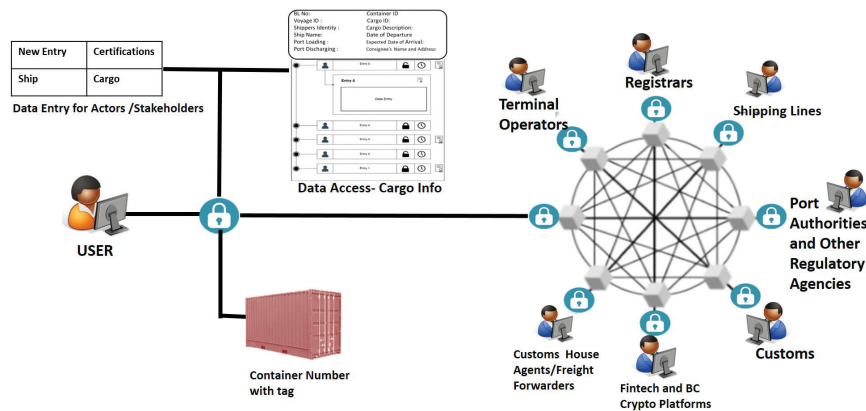 BL No: Container ID
Voyage ID : Cargo ID:
Shippers Identity : Cargo Description:
Ship Name: Date of Departure
Port Loading : Expected Date of Arrival:
Port Discharging : Consignee's Name and Address:
New Entry Certifications
Ship Cargo
Data Entry for Actors /Stakeholders
Entry 6
Data Entry
Data Access- Cargo Info
USER
Container Number
with tag
Terminal
Operators
Registrars
Shipping Lines
Port
Authorities
and Other
Regulatory
Agencies
Customs
Customs House
Agents/Freight
Forwarders
Fintech and BC
Crypto Platforms